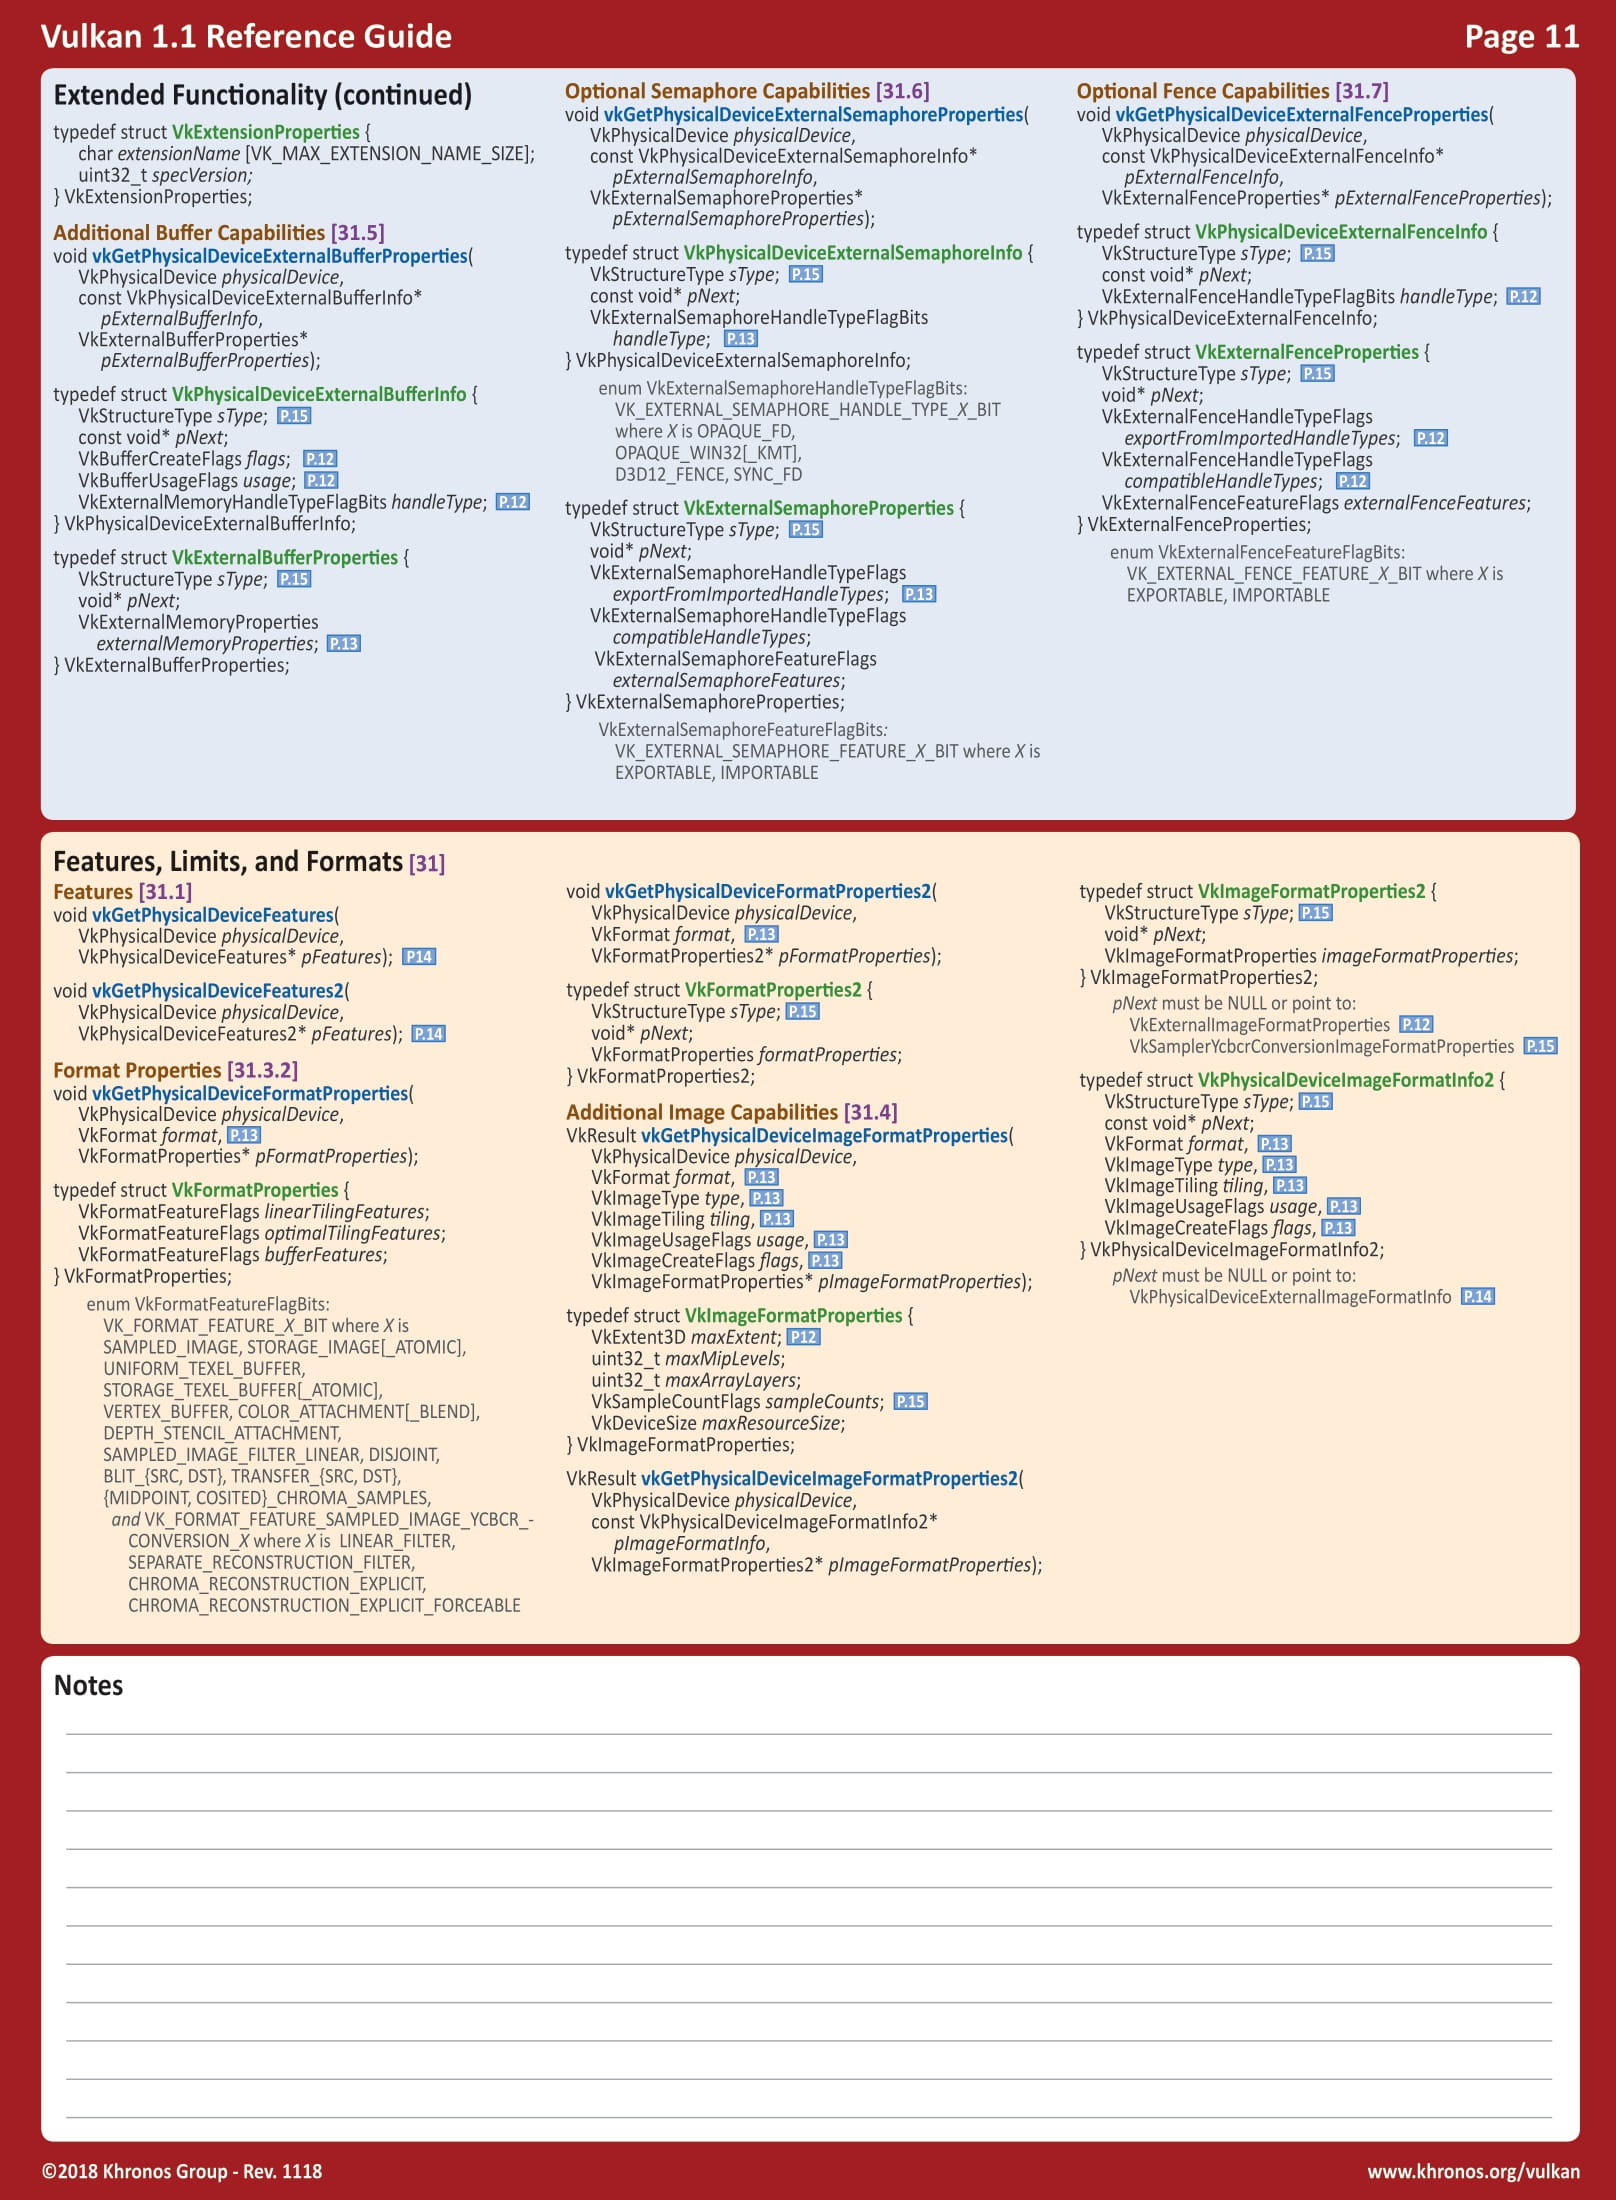 Vulkan 1.1 Reference Guide
Page 11
Extended Functionality (continued)
typedef struct VkExtensionProperties {
char extensionName [VK_MAX_EXTENSION_NAME_SIZE];
uint32_t specVersion;
} VkExtensionProperties;
Additional Buffer Capabilities [31.5]
void vkGetPhysicalDeviceExternalBufferProperties(
VkPhysicalDevice physicalDevice,
const VkPhysicalDeviceExternalBufferInfo*
pExternalBufferInfo,
VkExternalBufferProperties*
pExternalBufferProperties);
typedef struct VkPhysicalDeviceExternalBufferInfo {
VkStructureType sType; P.15
const void* pNext;
VkBufferCreateFlags flags; P.12
VkBufferUsageFlags usage; P.12
VkExternalMemoryHandleTypeFlagBits handleType; P.12
} VkPhysicalDeviceExternalBufferInfo;
typedef struct VkExternalBufferProperties {
VkStructureType sType; P.15
void* pNext;
VkExternalMemoryProperties
externalMemoryProperties; P.13
} VkExternalBufferProperties;
Optional Semaphore Capabilities [31.6]
void vkGetPhysicalDeviceExternalSemaphoreProperties(
VkPhysicalDevice physicalDevice,
const VkPhysicalDeviceExternalSemaphoreInfo*
pExternalSemaphoreInfo,
VkExternalSemaphoreProperties*
pExternalSemaphoreProperties);
typedef struct VkPhysicalDeviceExternalSemaphoreInfo {
VkStructureType sType; P.15
const void* pNext;
VkExternalSemaphoreHandleTypeFlagBits
handleType; P.13
} VkPhysicalDeviceExternalSemaphoreInfo;
enum VkExternalSemaphoreHandleTypeFlagBits:
VK_EXTERNAL_SEMAPHORE_HANDLE_TYPE_X_BIT
where X is OPAQUE_FD,
OPAQUE_WIN32[_KMT],
D3D12_FENCE, SYNC_FD
typedef struct VkExternalSemaphoreProperties {
VkStructureType sType; P.15
void* pNext;
VkExternalSemaphoreHandleTypeFlags
exportFromImportedHandleTypes; P.13
VkExternalSemaphoreHandleTypeFlags
compatibleHandleTypes;
VkExternalSemaphoreFeatureFlags
externalSemaphoreFeatures;
} VkExternalSemaphoreProperties;
VkExternalSemaphoreFeatureFlagBits:
VK_EXTERNAL_SEMAPHORE_FEATURE_X_BIT where X is
EXPORTABLE, IMPORTABLE
Optional Fence Capabilities [31.7]
void vkGetPhysicalDeviceExternalFenceProperties(
VkPhysicalDevice physicalDevice,
const VkPhysicalDeviceExternalFenceInfo*
pExternalFenceInfo,
VkExternalFenceProperties* pExternalFenceProperties);
typedef struct VkPhysicalDeviceExternalFenceInfo {
VkStructureType sType; P.15
const void* pNext;
VkExternalFenceHandleTypeFlagBits handleType; P.12
} VkPhysicalDeviceExternalFenceInfo;
typedef struct VkExternalFenceProperties {
VkStructureType sType; P.15
void* pNext;
VkExternalFenceHandleTypeFlags
exportFromImportedHandleTypes; P.12
VkExternalFenceHandleTypeFlags
compatibleHandleTypes; P.12
VkExternalFenceFeatureFlags externalFenceFeatures;
} VkExternalFenceProperties;
enum VkExternalFenceFeatureFlagBits:
VK_EXTERNAL_FENCE_FEATURE_X_BIT where X is
EXPORTABLE, IMPORTABLE
Features, Limits, and Formats [31]
Features [31.1]
void vkGetPhysicalDeviceFeatures(
VkPhysicalDevice physicalDevice,
VkPhysicalDeviceFeatures* pFeatures); P14
void vkGetPhysicalDeviceFeatures2(
VkPhysicalDevice physicalDevice,
VkPhysicalDeviceFeatures2* pFeatures); P.14
Format Properties [31.3.2]
void vkGetPhysicalDeviceFormatProperties(
VkPhysicalDevice physicalDevice,
VkFormat format, P.13
VkFormatProperties* pFormatProperties);
typedef struct VkFormatProperties {
VkFormatFeatureFlags linearTilingFeatures;
VkFormatFeatureFlags optimalTilingFeatures;
VkFormatFeatureFlags bufferFeatures;
} VkFormatProperties;
enum VkFormatFeatureFlagBits:
VK_FORMAT_FEATURE_X_BIT where X is
SAMPLED_IMAGE, STORAGE_IMAGE[_ATOMIC],
UNIFORM_TEXEL_BUFFER,
STORAGE_TEXEL_BUFFER[_ATOMIC],
VERTEX_BUFFER, COLOR_ATTACHMENT[_BLEND],
DEPTH_STENCIL_ATTACHMENT,
SAMPLED_IMAGE_FILTER_LINEAR, DISJOINT,
BLIT_{SRC, DST}, TRANSFER_{SRC, DST},
{MIDPOINT, COSITED}_CHROMA_SAMPLES,
and VK_FORMAT_FEATURE_SAMPLED_IMAGE_YCBCR_-
CONVERSION_X where X is LINEAR_FILTER,
SEPARATE_RECONSTRUCTION_FILTER,
CHROMA_RECONSTRUCTION_EXPLICIT,
CHROMA_RECONSTRUCTION_EXPLICIT_FORCEABLE
void vkGetPhysicalDeviceFormatProperties2(
VkPhysicalDevice physicalDevice,
VkFormat format, P.13
VkFormatProperties2* pFormatProperties);
typedef struct VkFormatProperties2 {
VkStructureType sType; P.15
void* pNext;
VkFormatProperties formatProperties;
} VkFormatProperties2;
Additional Image Capabilities [31.4]
VkResult vkGetPhysicalDeviceImageFormatProperties(
VkPhysicalDevice physicalDevice,
VkFormat format, P.13
VkImageType type, P.13
VkImageTiling tiling, P.13
VkImageUsageFlags usage, P.13
VkImageCreateFlags flags, P.13
VkImageFormatProperties* pImageFormatProperties);
typedef struct VkImageFormatProperties {
VkExtent3D maxExtent; P12
uint32_t maxMipLevels;
uint32_t maxArrayLayers;
VkSampleCountFlags sampleCounts; P.15
VkDeviceSize maxResourceSize;
} VkImageFormatProperties;
VkResult vkGetPhysicalDeviceImageFormatProperties2(
VkPhysicalDevice physicalDevice,
const VkPhysicalDeviceImageFormatInfo2*
pImageFormatInfo,
VkImageFormatProperties2* pImageFormatProperties);
typedef struct VkImageFormatProperties2 {
VkStructureType sType; P.15
void* pNext;
VkImageFormatProperties imageFormatProperties;
} VkImageFormatProperties2;
pNext must be NULL or point to:
VkExternalImageFormatProperties P.12
VkSamplerYcbcrConversionImageFormatProperties P.15
typedef struct VkPhysicalDeviceImageFormatInfo2 {
VkStructureType sType; P.15
const void* pNext;
VkFormat format, P.13
VkImageType type, P.13
VkImageTiling tiling, P.13
VkImageUsageFlags usage, P.13
VkImageCreateFlags flags, P.13
} VkPhysicalDeviceImageFormatInfo2;
pNext must be NULL or point to:
VkPhysicalDeviceExternalImageFormatInfo P.14
Notes
©2018 Khronos Group - Rev. 1118
www.khronos.org/vulkan